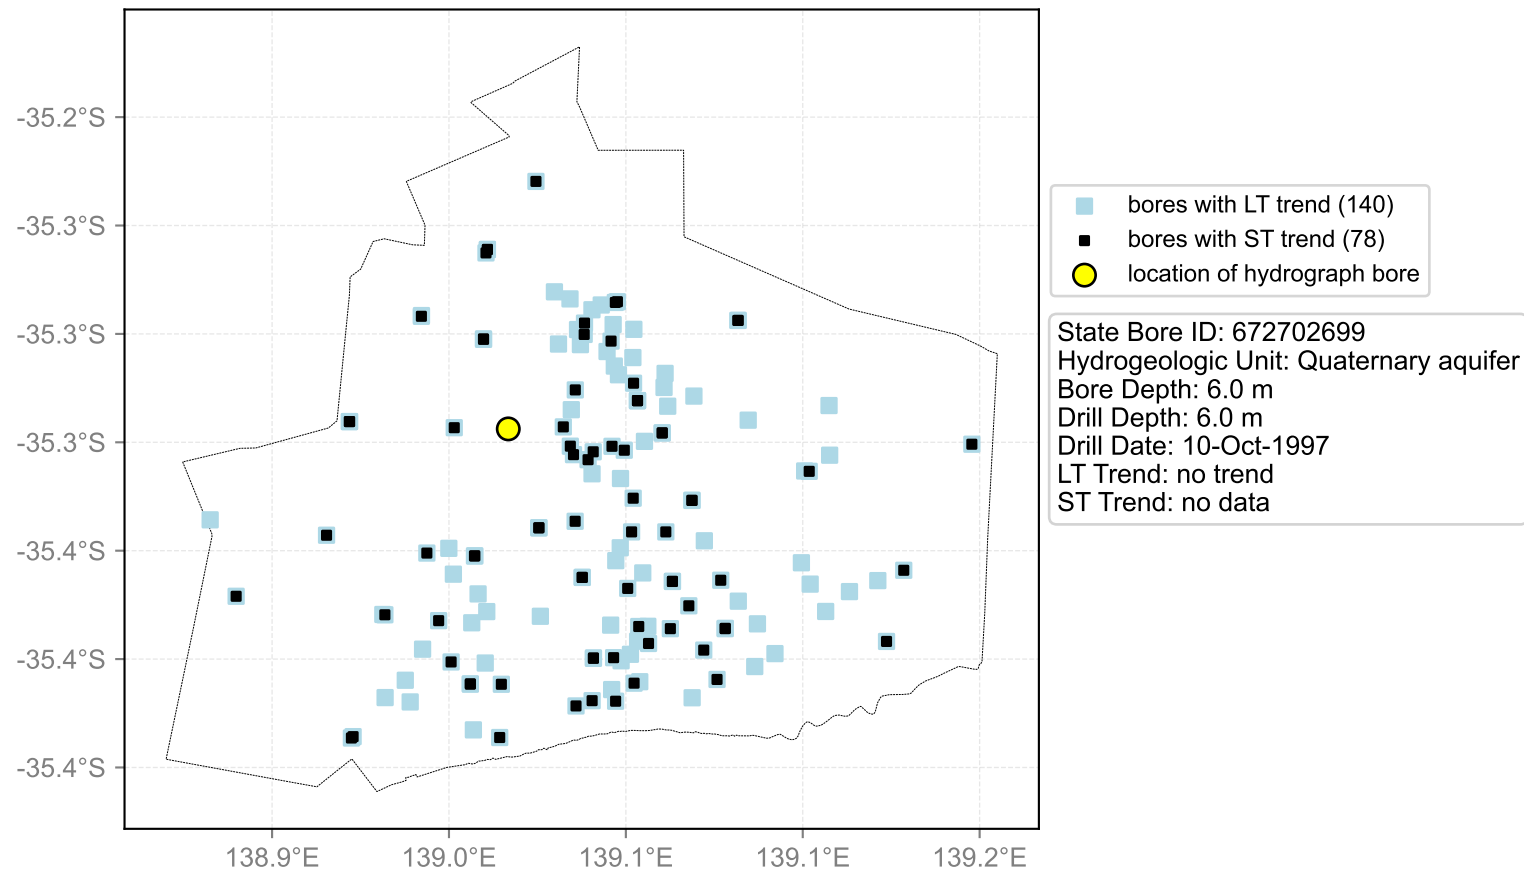 -35.2°S
-35.3°S
-35.3°S
-35.3°S
-35.4°S
-35.4°S
-35.4°S
138.9°E
139.0°E
139.1°E
139.1°E
139.2°E
bores with LT trend (140)
bores with ST trend (78)
location of hydrograph bore
State Bore ID: 672702699
Hydrogeologic Unit: Quaternary aquifer
Bore Depth: 6.0 m
Drill Depth: 6.0 m
Drill Date: 10-Oct-1997
LT Trend: no trend
ST Trend: no data